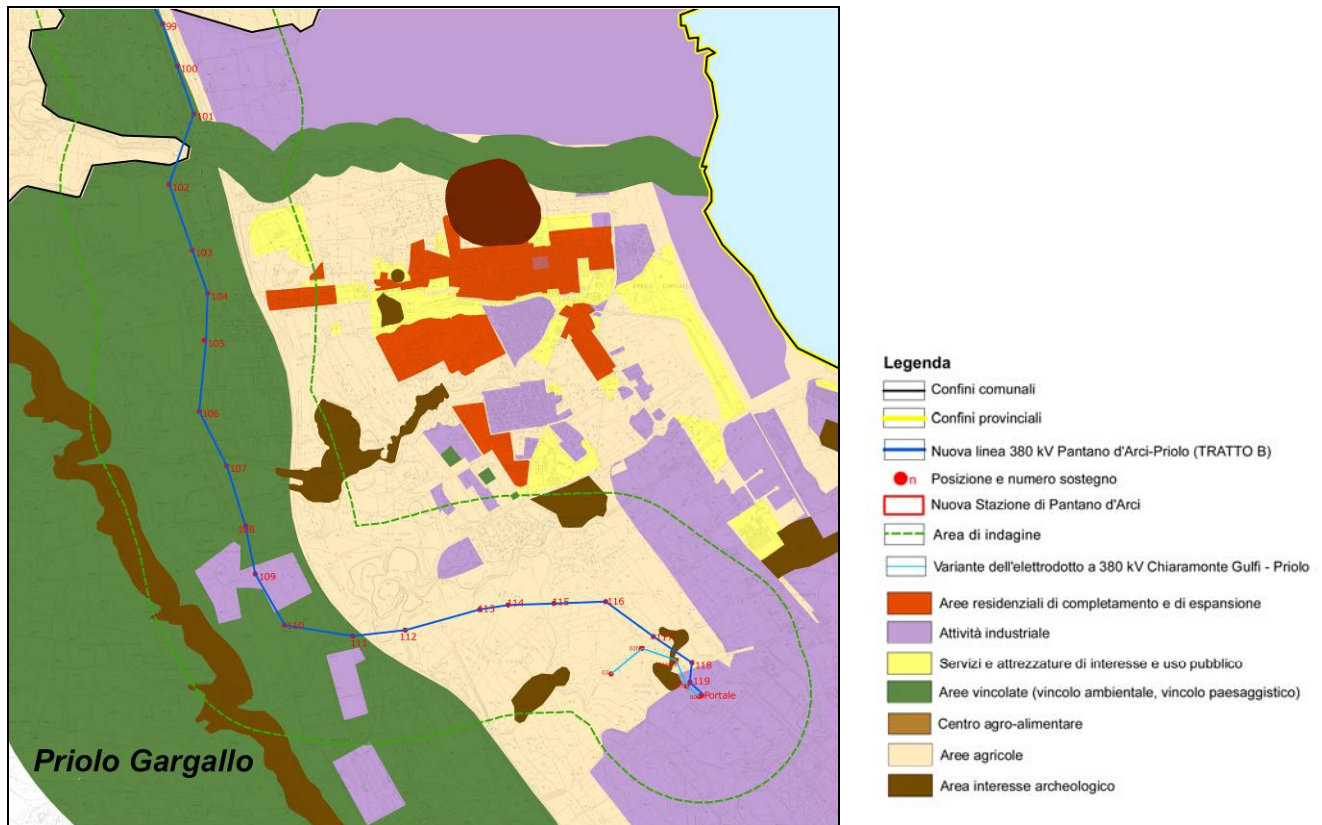 99
100
101
102
103
104
105
106
107
108
109
110
111
112
113
114
115
116
117
118
119
Portale
Priolo Gargallo
Legenda
Confini comunali
Confini provinciali
Nuova linea 380 kV Pantano d'Arci-Priolo (TRATTO B)
n Posizione e numero sostegno
Nuova Stazione di Pantano d'Arci
Area di indagine
Variante dell'elettrodotto a 380 kV Chiaramonte Gulfi - Priolo
Aree residenziali di completamento e di espansione
Attività industriale
Servizi e attrezzature di interesse e uso pubblico
Aree vincolate (vincolo ambientale, vincolo paesaggistico)
Centro agro-alimentare
Aree agricole
Area interesse archeologico